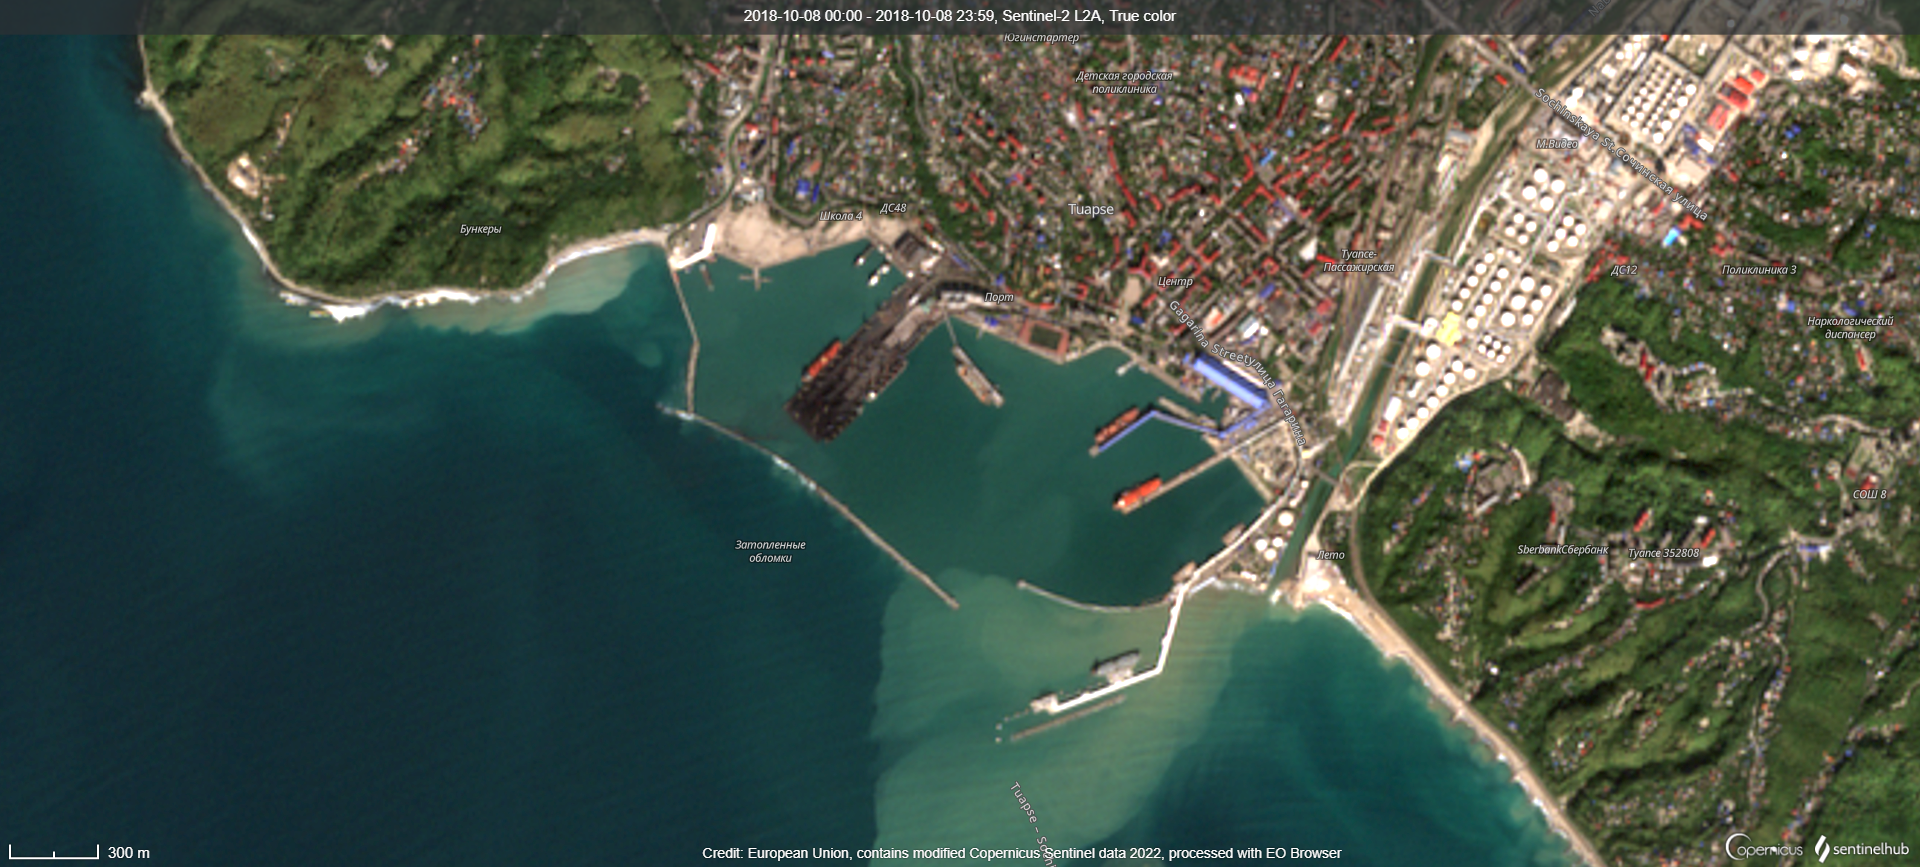 2018-10-08 00:00 - 2018-10-08 23:59, Sentinel-2 L2A, True color
Югинстартер
Детская городская
поликлиника
Sochinskaya St.Сочинская улица
М.Видео
Tuapse
Школа 4
ДС48
Бункеры
Туапсе-
Пассажирская
ДС12
Поликлиника 3
Центр
Порт
Gagarina Streetулица Гагарина
Наркологический
диспансер
СОШ 8
Затопленные
обломки
Лето
SberbankСбербанк
Туапсе 352808
Tuapse – Sochi
300 m
Credit: European Union, contains modified Copernicus Sentinel data 2022, processed with EO Browser
Copernicus
sentinelhub